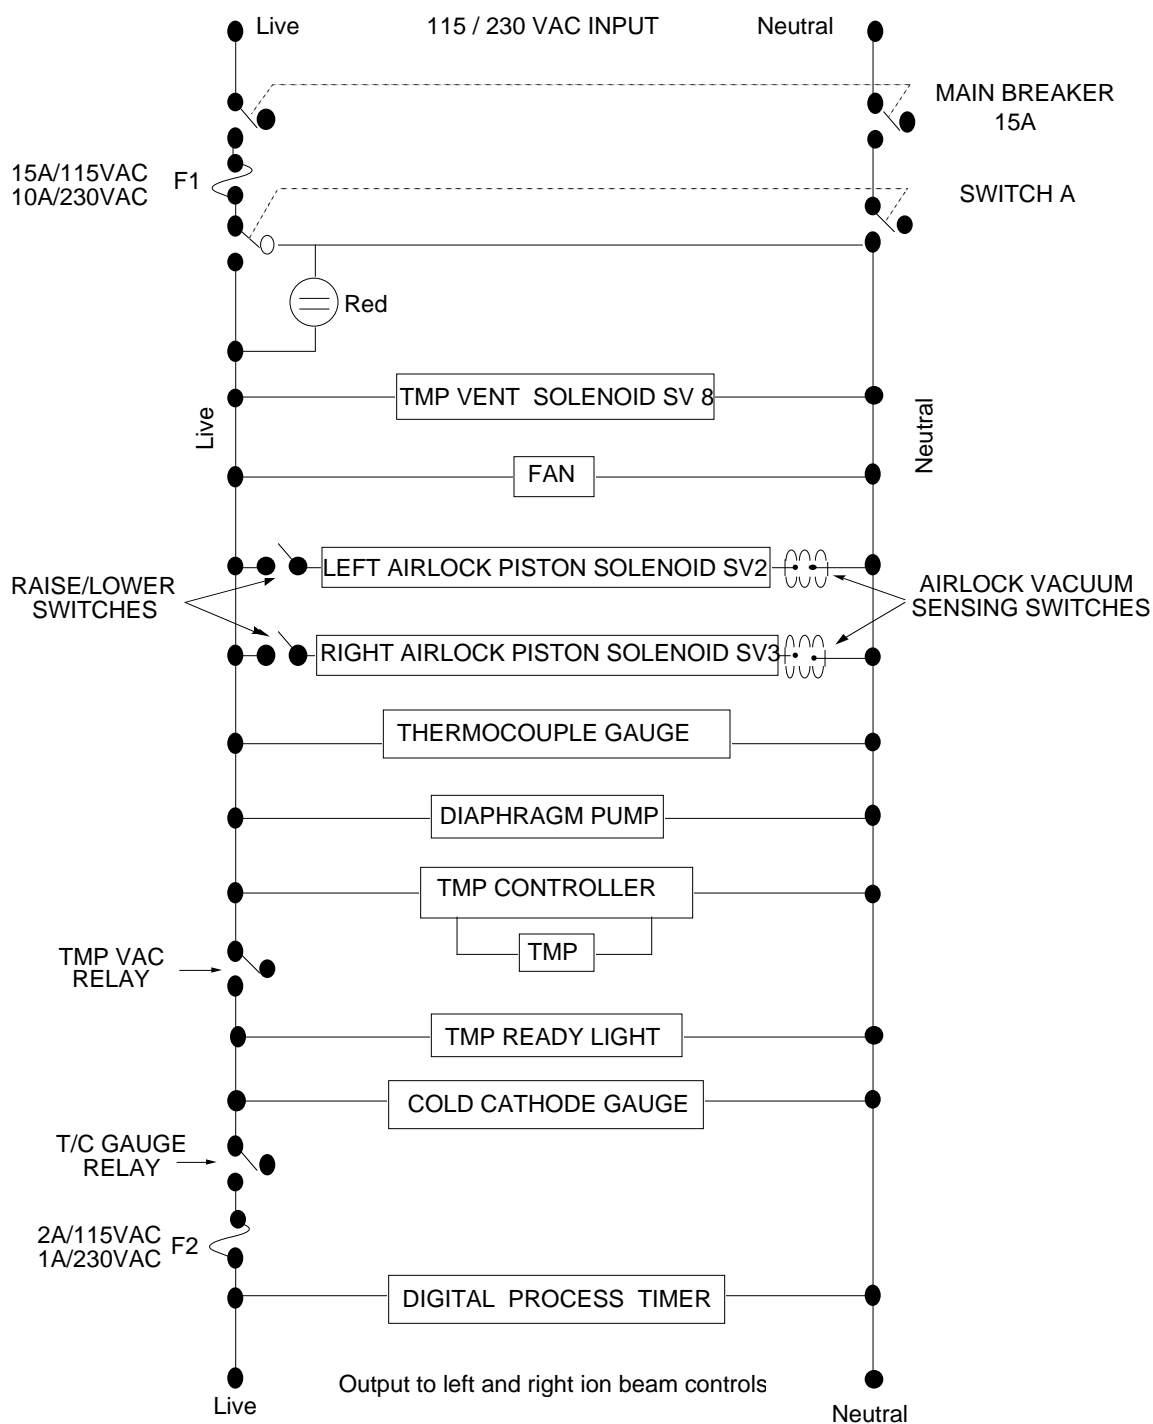 Live
115 / 230 VAC INPUT
Neutral
MAIN BREAKER
15A
15A/115VAC
10A/230VAC
F1
SWITCH A
Red
TMP VENT SOLENOID SV 8
Live
Neutral
FAN
LEFT AIRLOCK PISTON SOLENOID SV2
RAISE/LOWER
SWITCHES
AIRLOCK VACUUM
SENSING SWITCHES
RIGHT AIRLOCK PISTON SOLENOID SV3
THERMOCOUPLE GAUGE
DIAPHRAGM PUMP
TMP CONTROLLER
TMP
TMP VAC
RELAY
TMP READY LIGHT
COLD CATHODE GAUGE
T/C GAUGE
RELAY
2A/115VAC
1A/230VAC
F2
DIGITAL PROCESS TIMER
Output to left and right ion beam controls
Live
Neutral